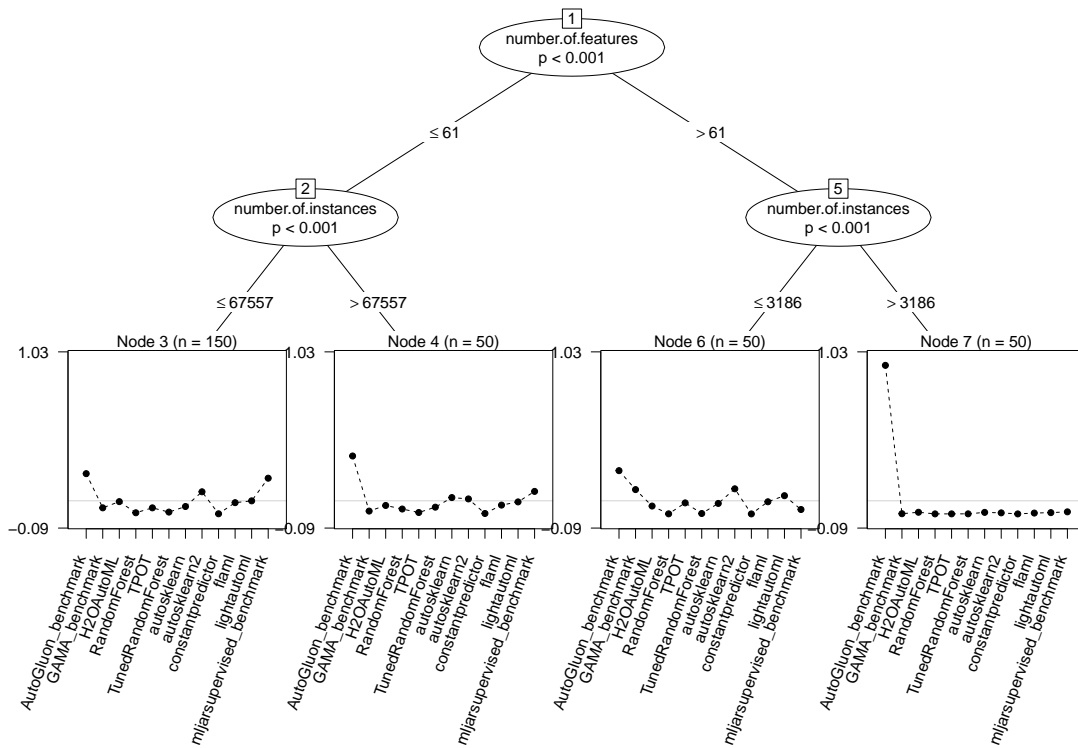 1
number.of.features
p < 0.001
≤ 61
> 61
2
number.of.instances
p < 0.001
5
number.of.instances
p < 0.001
≤ 67557
> 67557
≤ 3186
> 3186
Node 3 (n = 150)
1.03
−0.09
AutoGluon_benchmark
GAMA_benchmark
H2OAutoML
RandomForest
TPOT
TunedRandomForest
autosklearn
autosklearn2
constantpredictor
flaml
lightautoml
mljarsupervised_benchmark
Node 4 (n = 50)
1.03
−0.09
AutoGluon_benchmark
GAMA_benchmark
H2OAutoML
RandomForest
TPOT
TunedRandomForest
autosklearn
autosklearn2
constantpredictor
flaml
lightautoml
mljarsupervised_benchmark
Node 6 (n = 50)
1.03
−0.09
AutoGluon_benchmark
GAMA_benchmark
H2OAutoML
RandomForest
TPOT
TunedRandomForest
autosklearn
autosklearn2
constantpredictor
flaml
lightautoml
mljarsupervised_benchmark
Node 7 (n = 50)
1.03
−0.09
AutoGluon_benchmark
GAMA_benchmark
H2OAutoML
RandomForest
TPOT
TunedRandomForest
autosklearn
autosklearn2
constantpredictor
flaml
lightautoml
mljarsupervised_benchmark